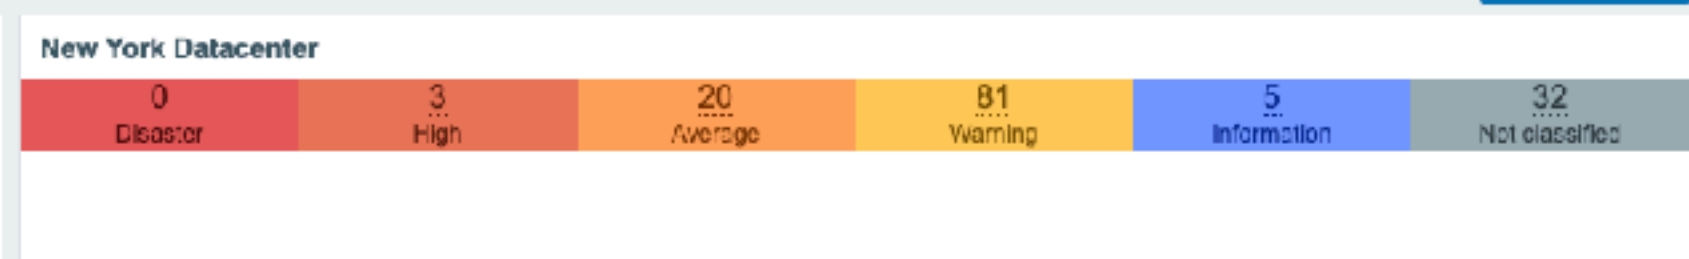 New York Datacenter
0 3 20 81 5 32
Disaster High Average Warning Information Not classified